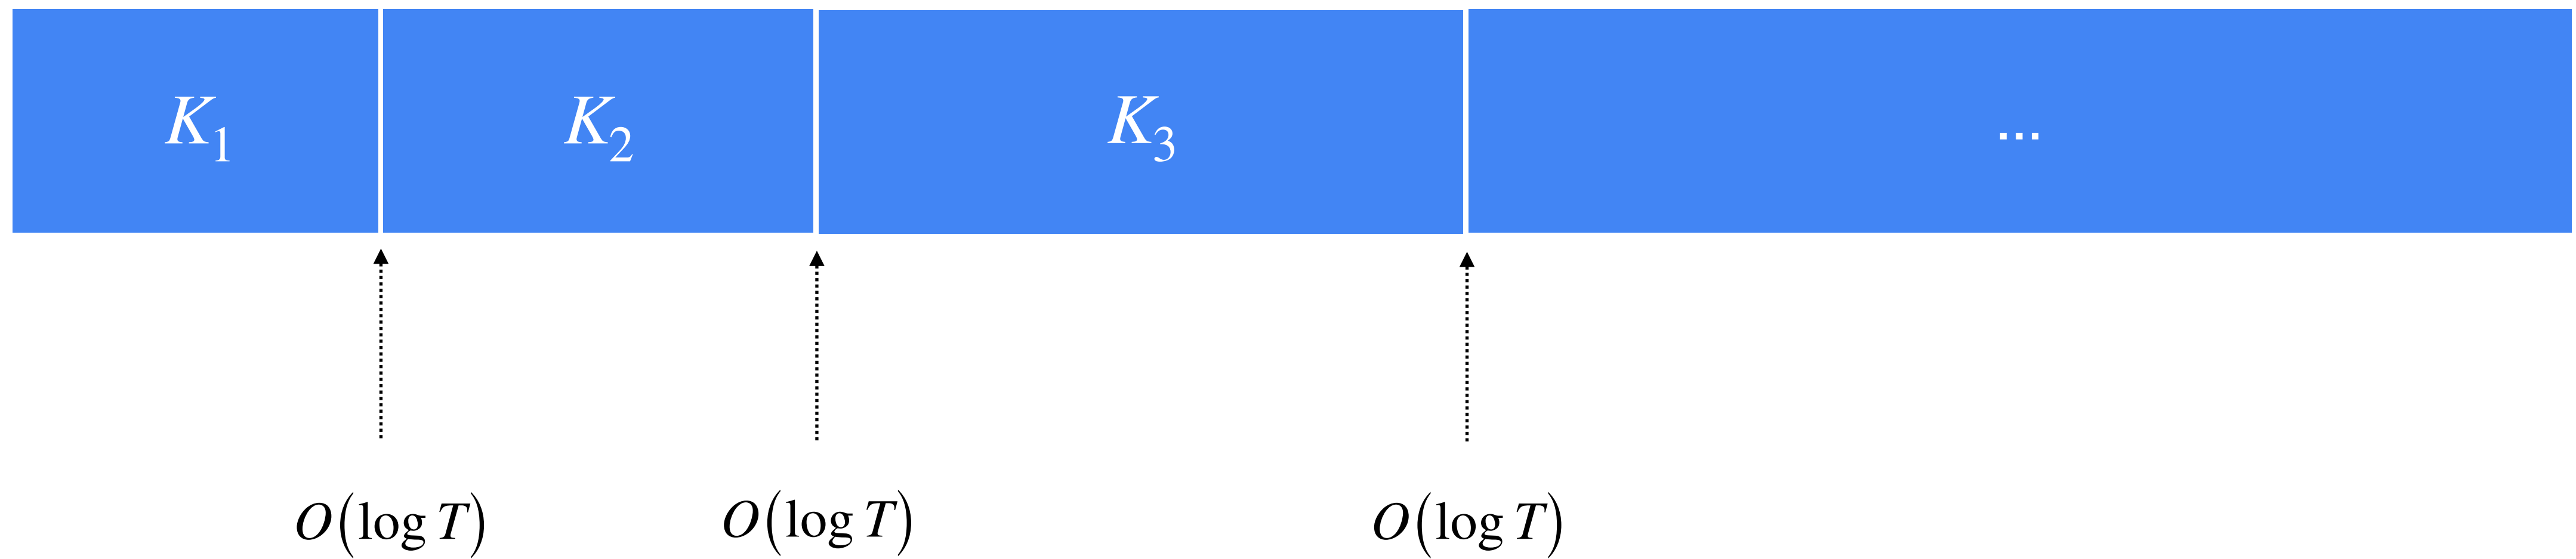 K₁ K₂ K₃ ...
O(log T) O(log T) O(log T)